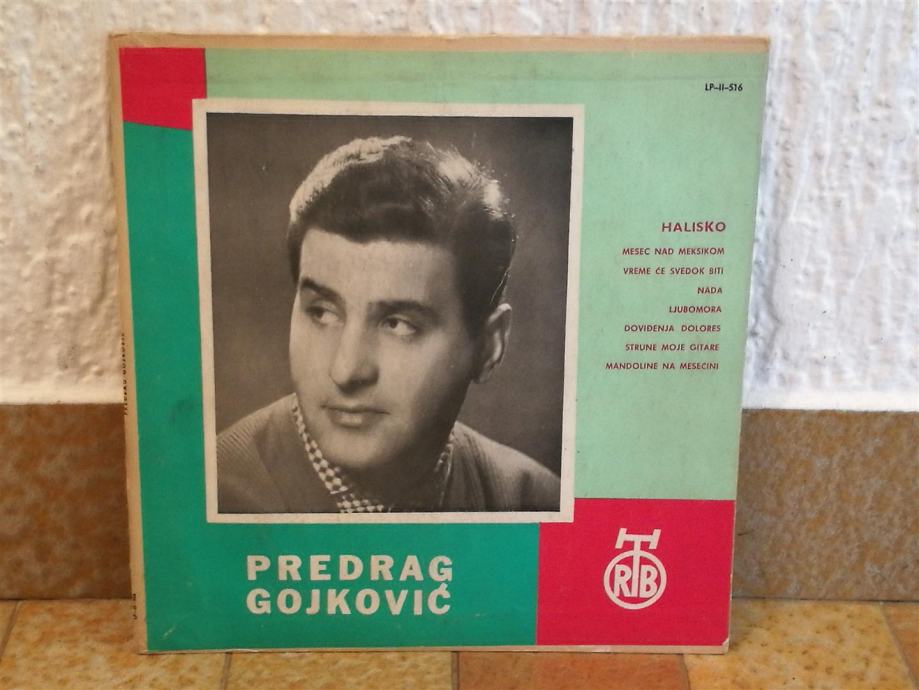 LP-II-516
HALISKO
MESEC NAD MEKSIKOM
VREME ĆE SVEDOK BITI
NADA
LJUBOMORA
DOVIĐENJA DOLORES
STRUNE MOJE GITARE
MANDOLINE NA MESECINI
PREDRAG
GOJKOVIĆ
RTB